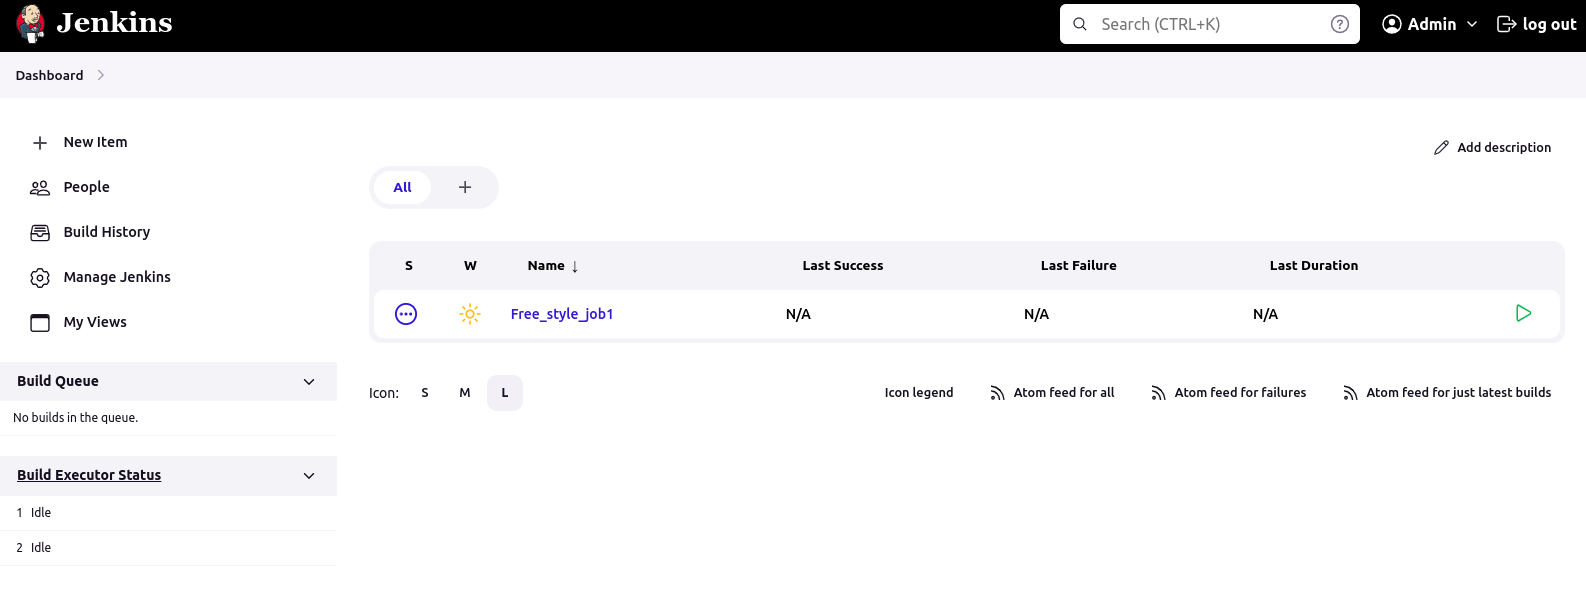 Jenkins
Search (CTRL+K)
?
Admin
log out
Dashboard
New Item
People
Build History
Manage Jenkins
My Views
Build Queue
No builds in the queue.
Build Executor Status
1 Idle
2 Idle
Add description
All +
S W Name ↓ Last Success Last Failure Last Duration
Free_style_job1 N/A N/A N/A
Icon: S M L
Icon legend
Atom feed for all
Atom feed for failures
Atom feed for just latest builds